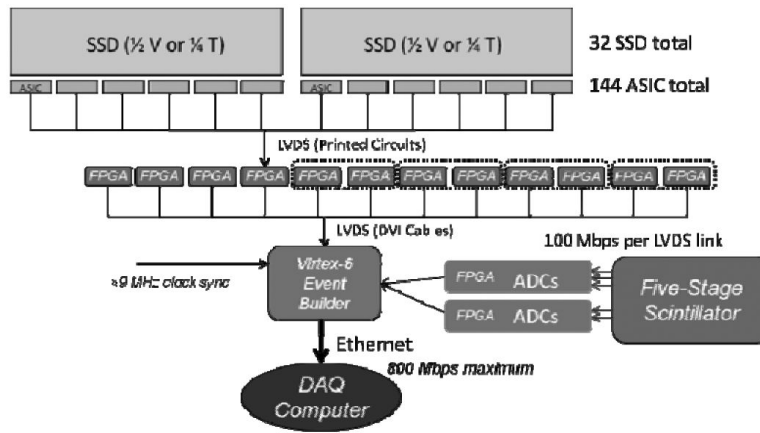 SSD (½ V or ¼ T)
SSD (½ V or ¼ T)
32 SSD total
ASIC
ASIC
144 ASIC total
LVDS (Printed Circuits)
FPGA FPGA FPGA FPGA FPGA FPGA FPGA FPGA FPGA FPGA FPGA FPGA
LVDS (DVI Cables)
100 Mbps per LVDS link
MHz clock sync
Virtex-6
Event
Builder
FPGA ADCs
FPGA ADCs
Five-Stage
Scintillator
Ethernet
800 Mbps maximum
DAQ
Computer